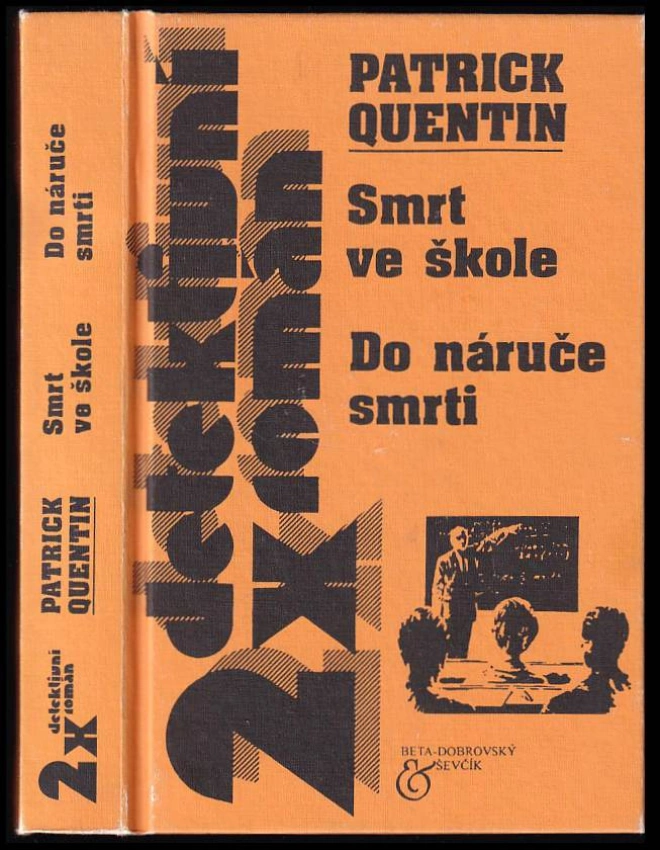 PATRICK
QUENTIN
Smrt
ve škole
Do náruče
smrti
2x detektivní
román
BETA-DOBROVSKÝ
& ŠEVČÍK
2x detektivní
román
PATRICK
QUENTIN
Smrt
ve škole
Do náruče
smrti